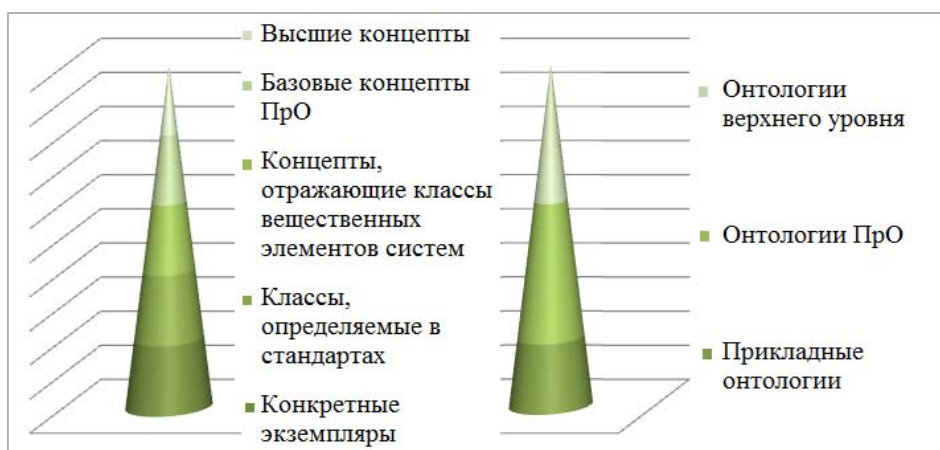 Высшие концепты
Базовые концепты
ПрО
Концепты,
отражающие классы
вещественных
элементов систем
Классы,
определяемые в
стандартах
Конкретные
экземпляры
Онтологии
верхнего уровня
Онтологии ПрО
Прикладные
онтологии